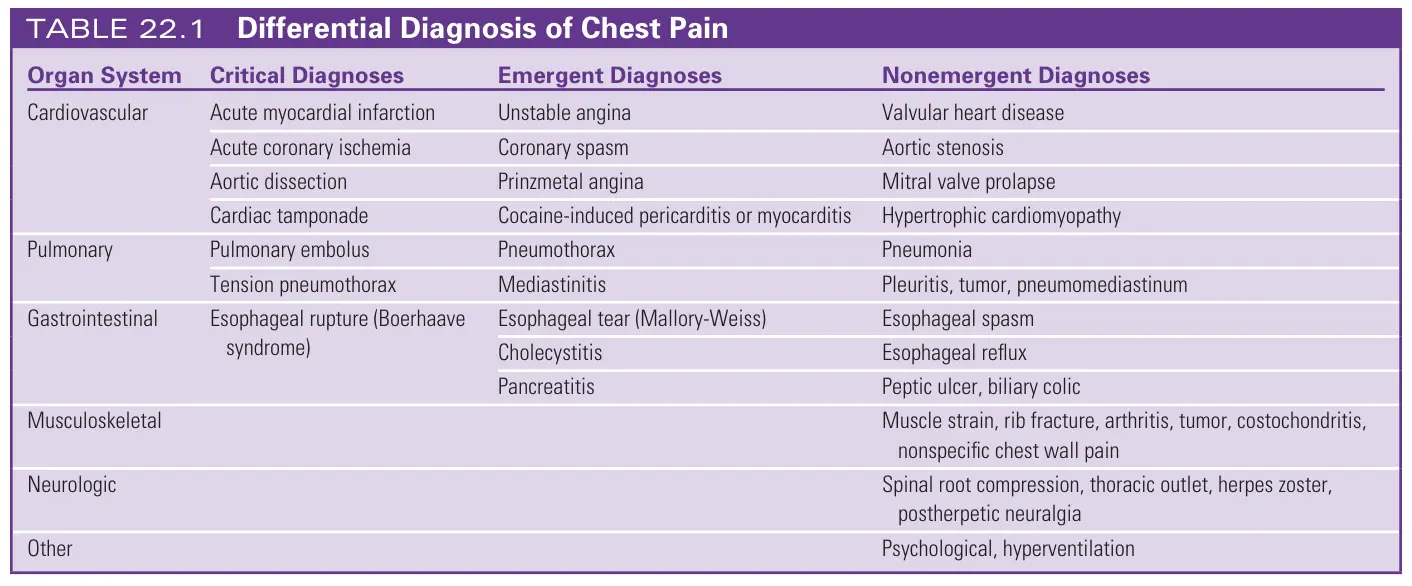 TABLE 22.1 Differential Diagnosis of Chest Pain
Organ System Critical Diagnoses Emergent Diagnoses Nonemergent Diagnoses
Cardiovascular Acute myocardial infarction Unstable angina Valvular heart disease
Acute coronary ischemia Coronary spasm Aortic stenosis
Aortic dissection Prinzmetal angina Mitral valve prolapse
Cardiac tamponade Cocaine-induced pericarditis or myocarditis Hypertrophic cardiomyopathy
Pulmonary Pulmonary embolus Pneumothorax Pneumonia
Tension pneumothorax Mediastinitis Pleuritis, tumor, pneumomediastinum
Gastrointestinal Esophageal rupture (Boerhaave Esophageal tear (Mallory-Weiss) Esophageal spasm
syndrome) Cholecystitis Esophageal reflux
Pancreatitis Peptic ulcer, biliary colic
Musculoskeletal Muscle strain, rib fracture, arthritis, tumor, costochondritis,
nonspecific chest wall pain
Neurologic Spinal root compression, thoracic outlet, herpes zoster,
postherpetic neuralgia
Other Psychological, hyperventilation